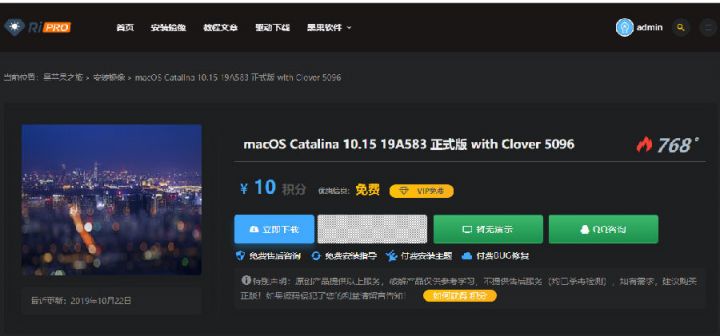 RiPRO 首页 安装镜像 教程文章 驱动下载 黑果软件 admin
当前位置：黑苹果之旅 > 安装镜像 > macOS Catalina 10.15 19A583 正式版 with Clover 5096
macOS Catalina 10.15 19A583 正式版 with Clover 5096 768°
¥ 10 积分 优惠信息：免费 VIP免费
立即下载 暂无演示 QQ咨询
免费售后咨询 免费安装指导 付费安装主题 付费BUG修复
特别声明：原创产品提供以上服务，破解产品仅供参考学习，不提供售后服务（均已杀毒检测），如有需求，建议购买
正版！如果源码侵犯了您的利益请留言告知！ 如何获得 积分
最近更新：2019年10月22日